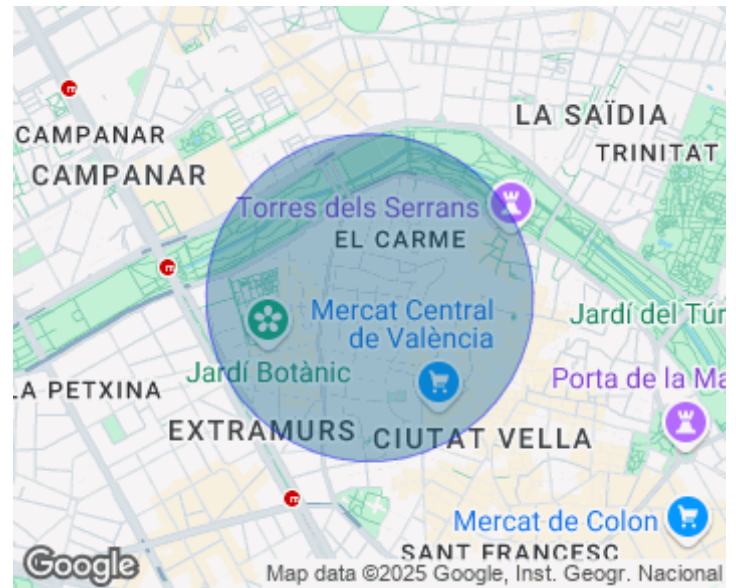 LA SAÏDIA
CAMPANAR
TRINITAT
CAMPANAR
Torres dels Serrans
EL CARME
Mercat Central
de València
Jardí del Túr
Jardí Botànic
LA PETXINA
Porta de la Ma
EXTRAMURS
CIUTAT VELLA
Mercat de Colon
SANT FRANCESC
Google
Map data ©2025 Google, Inst. Geogr. Nacional